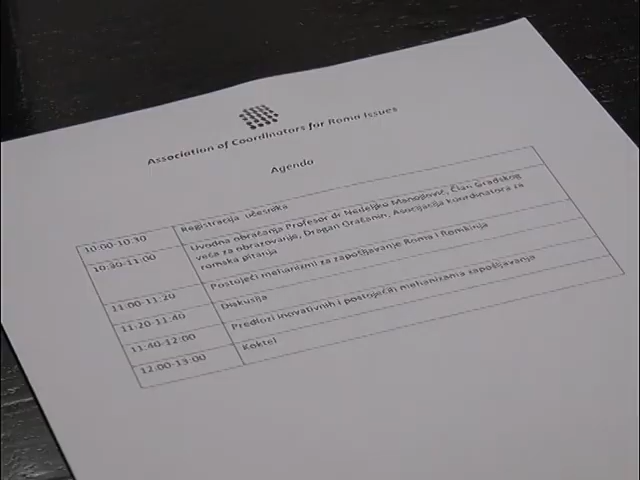 Association of Coordinators for Roma Issues
Agenda
10:00-10:30 Registracija učesnika
10:30-11:00 Uvodna obraćanja Profesor dr Nedeljko Manojlović, Član Gradskog
veća za obrazovanje, Dragan Gračanin, Asocijacija koordinatora za
romska pitanja
11:00-11:20 Postojeći mehanizmi za zapošljavanje Roma i Romkinja
11:20-11:40 Diskusija
11:40-12:00 Predlozi inovativnih i postojećih mehanizama zapošljavanja
12:00-13:00 Koktel